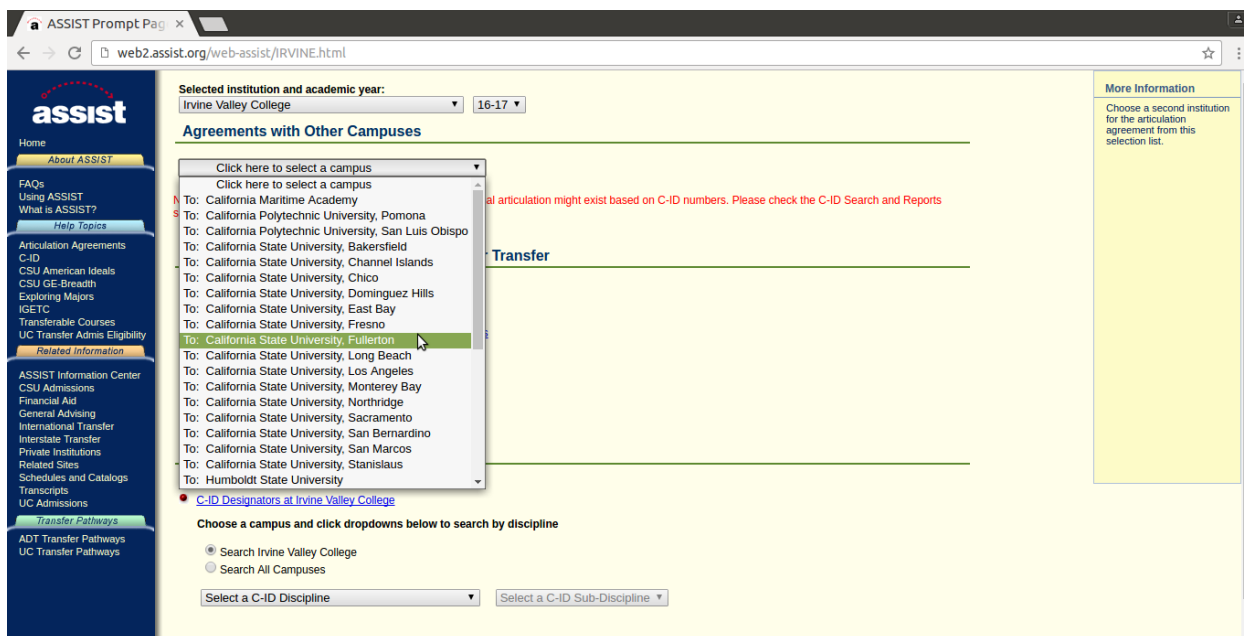 ASSIST Prompt Pag
web2.assist.org/web-assist/IRVINE.html
assist
Home
About ASSIST
FAQs
Using ASSIST
What is ASSIST?
Help Topics
Articulation Agreements
C-ID
CSU American Ideals
CSU GE-Breadth
Exploring Majors
IGETC
Transferable Courses
UC Transfer Admis Eligibility
Related Information
ASSIST Information Center
CSU Admissions
Financial Aid
General Advising
International Transfer
Interstate Transfer
Private Institutions
Related Sites
Schedules and Catalogs
Transcripts
UC Admissions
Transfer Pathways
ADT Transfer Pathways
UC Transfer Pathways
Selected institution and academic year:
Irvine Valley College 16-17
Agreements with Other Campuses
Click here to select a campus
Click here to select a campus
To: California Maritime Academy
To: California Polytechnic University, Pomona
To: California Polytechnic University, San Luis Obispo
To: California State University, Bakersfield
To: California State University, Channel Islands
To: California State University, Chico
To: California State University, Dominguez Hills
To: California State University, East Bay
To: California State University, Fresno
To: California State University, Fullerton
To: California State University, Long Beach
To: California State University, Los Angeles
To: California State University, Monterey Bay
To: California State University, Northridge
To: California State University, Sacramento
To: California State University, San Bernardino
To: California State University, San Marcos
To: California State University, Stanislaus
To: Humboldt State University
al articulation might exist based on C-ID numbers. Please check the C-ID Search and Reports
r Transfer
C-ID Designators at Irvine Valley College
Choose a campus and click dropdowns below to search by discipline
Search Irvine Valley College
Search All Campuses
Select a C-ID Discipline Select a C-ID Sub-Discipline
More Information
Choose a second institution
for the articulation
agreement from this
selection list.